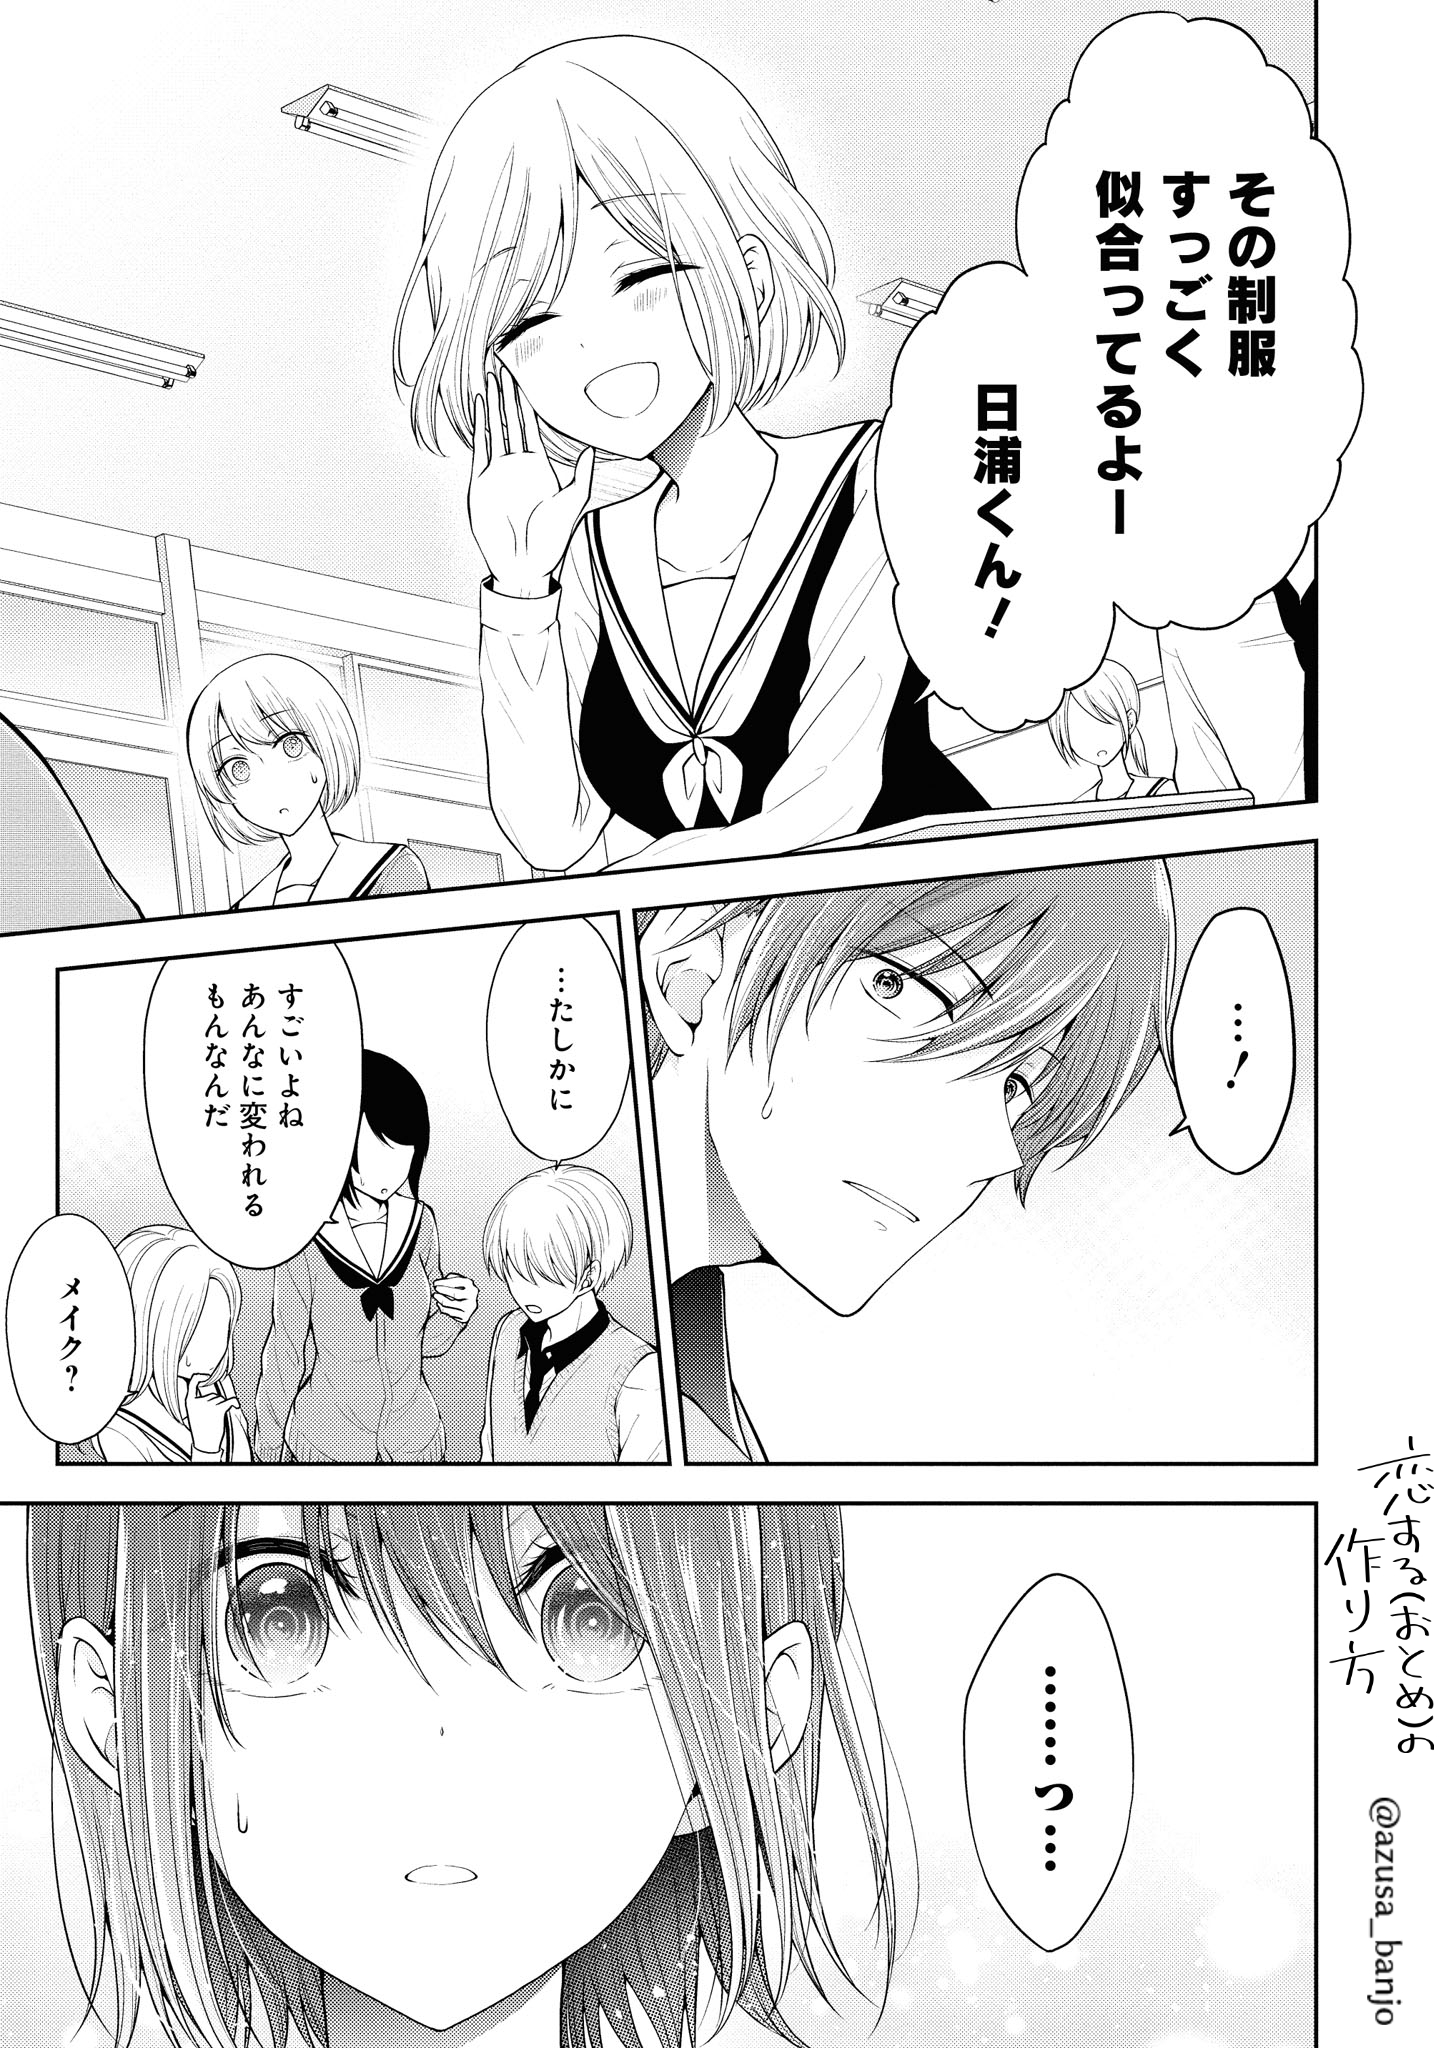 その制服
すっごく
似合ってるよー
日浦くん!
…!
…たしかに
すごいよね
あんなに変われる
もんなんだ
メイク?
……っ…
恋する(おとめ)の
作り方
@azusa_banjo